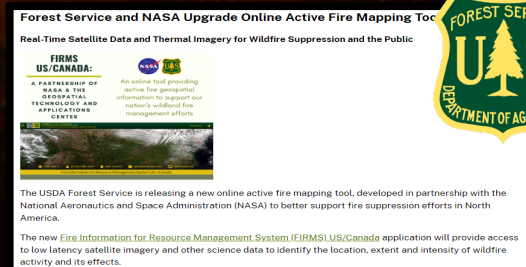 Forest Service and NASA Upgrade Online Active Fire Mapping
Real-Time Satellite Data and Thermal Imagery for Wildfire Suppression and the Public
FIRMS
US/CANADA:
A PARTNERSHIP OF
NASA & THE
GEOSPATIAL
TECHNOLOGY AND
APPLICATIONS
CENTER
NASA
An online tool providing
active fire geospatial
information to support our
nation's wildland fire
management efforts
The USDA Forest Service is releasing a new online active fire mapping tool, developed in partnership with the
National Aeronautics and Space Administration (NASA) to better support fire suppression efforts in North
America.
The new Fire Information for Resource Management System (FIRMS) US/Canada application will provide access
to low latency satellite imagery and other science data to identify the location, extent and intensity of wildfire
activity and its effects.
FOREST SER
U
DEPARTMENT OF AG